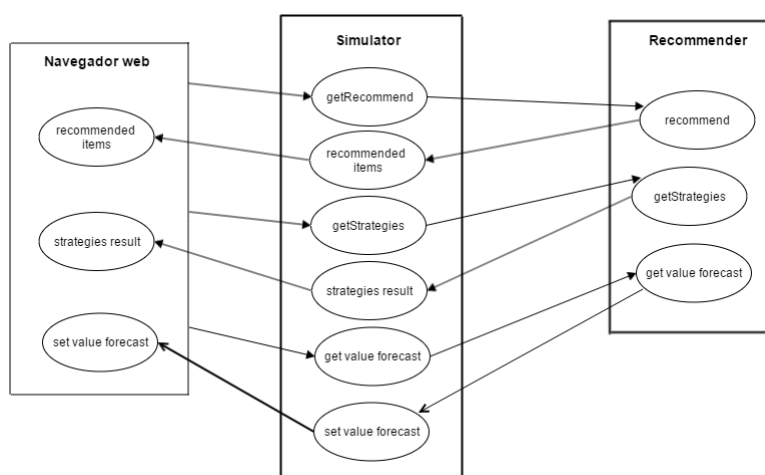 Navegador web
recommended
items
strategies result
set value forecast
Simulator
getRecommend
recommended
items
getStrategies
strategies result
get value forecast
set value forecast
Recommender
recommend
getStrategies
get value forecast